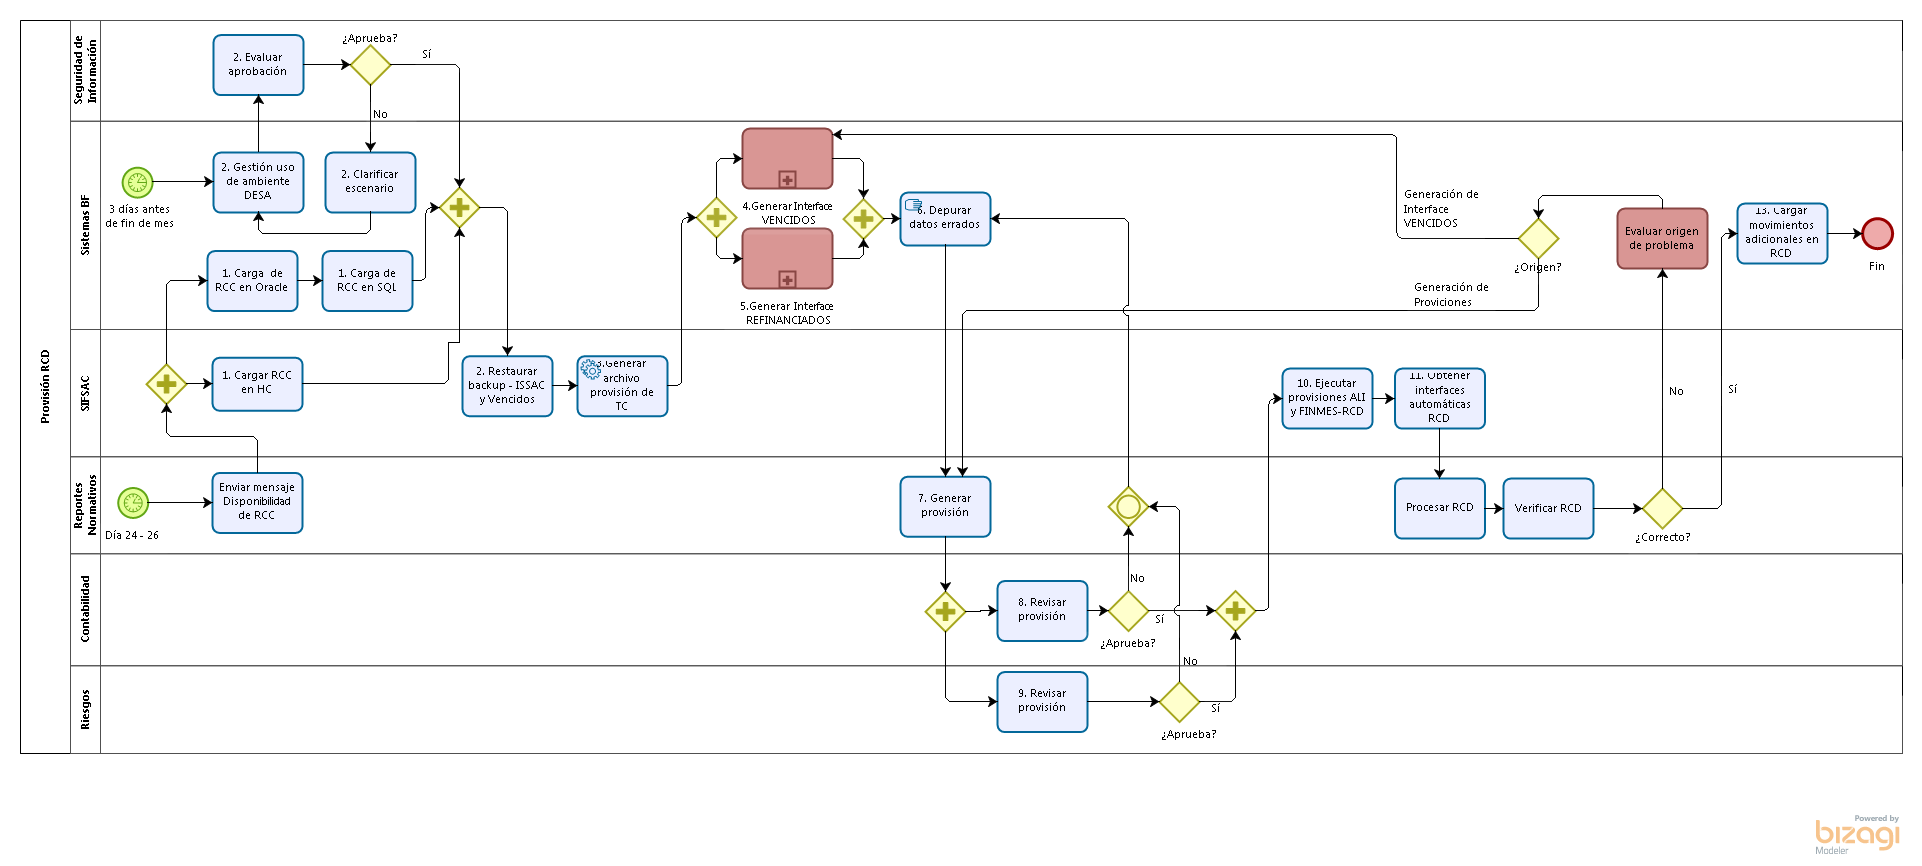 Provisión RCD
Seguridad de
Información
2. Evaluar
aprobación
¿Aprueba?
Sí
No
Sistemas BF
3 días antes
de fin de mes
2. Gestión uso
de ambiente
DESA
2. Clarificar
escenario
1. Carga de
RCC en Oracle
1. Carga de
RCC en SQL
4.Generar Interface
VENCIDOS
5.Generar Interface
REFINANCIADOS
6. Depurar
datos errados
Generación de
Interface
VENCIDOS
¿Origen?
Generación de
Proviciones
Evaluar origen
de problema
13. Cargar
movimientos
adicionales en
RCD
Fin
SIFSAC
1. Cargar RCC
en HC
2. Restaurar
backup - ISSAC
y Vencidos
3.Generar
archivo
provisión de
TC
10. Ejecutar
provisiones ALI
y FINMES-RCD
11. Obtener
interfaces
automáticas
RCD
No
Sí
Reportes
Normativos
Día 24 - 26
Enviar mensaje
Disponibilidad
de RCC
7. Generar
provisión
Procesar RCD
Verificar RCD
¿Correcto?
Contabilidad
8. Revisar
provisión
No
Sí
¿Aprueba?
Riesgos
9. Revisar
provisión
No
Sí
¿Aprueba?
Powered by
bizagi
Modeler